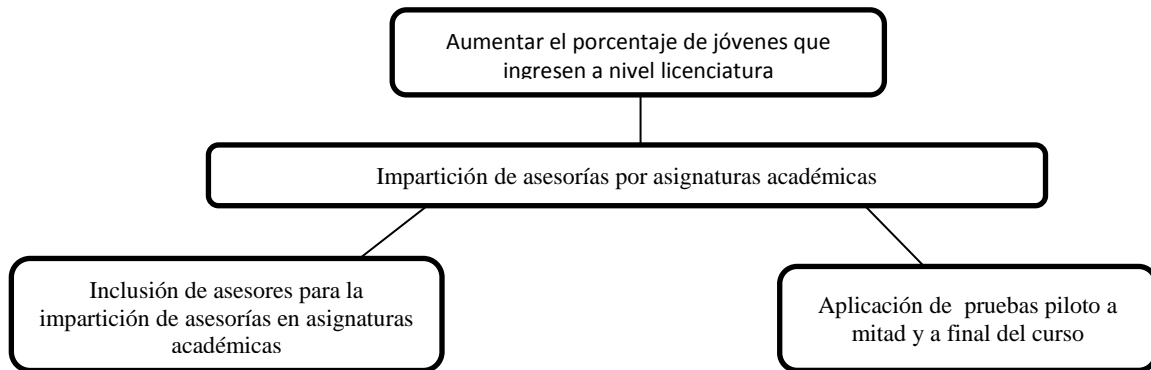 Aumentar el porcentaje de jóvenes que
ingresen a nivel licenciatura
Impartición de asesorías por asignaturas académicas
Inclusión de asesores para la
impartición de asesorías en asignaturas
académicas
Aplicación de  pruebas piloto a
mitad y a final del curso